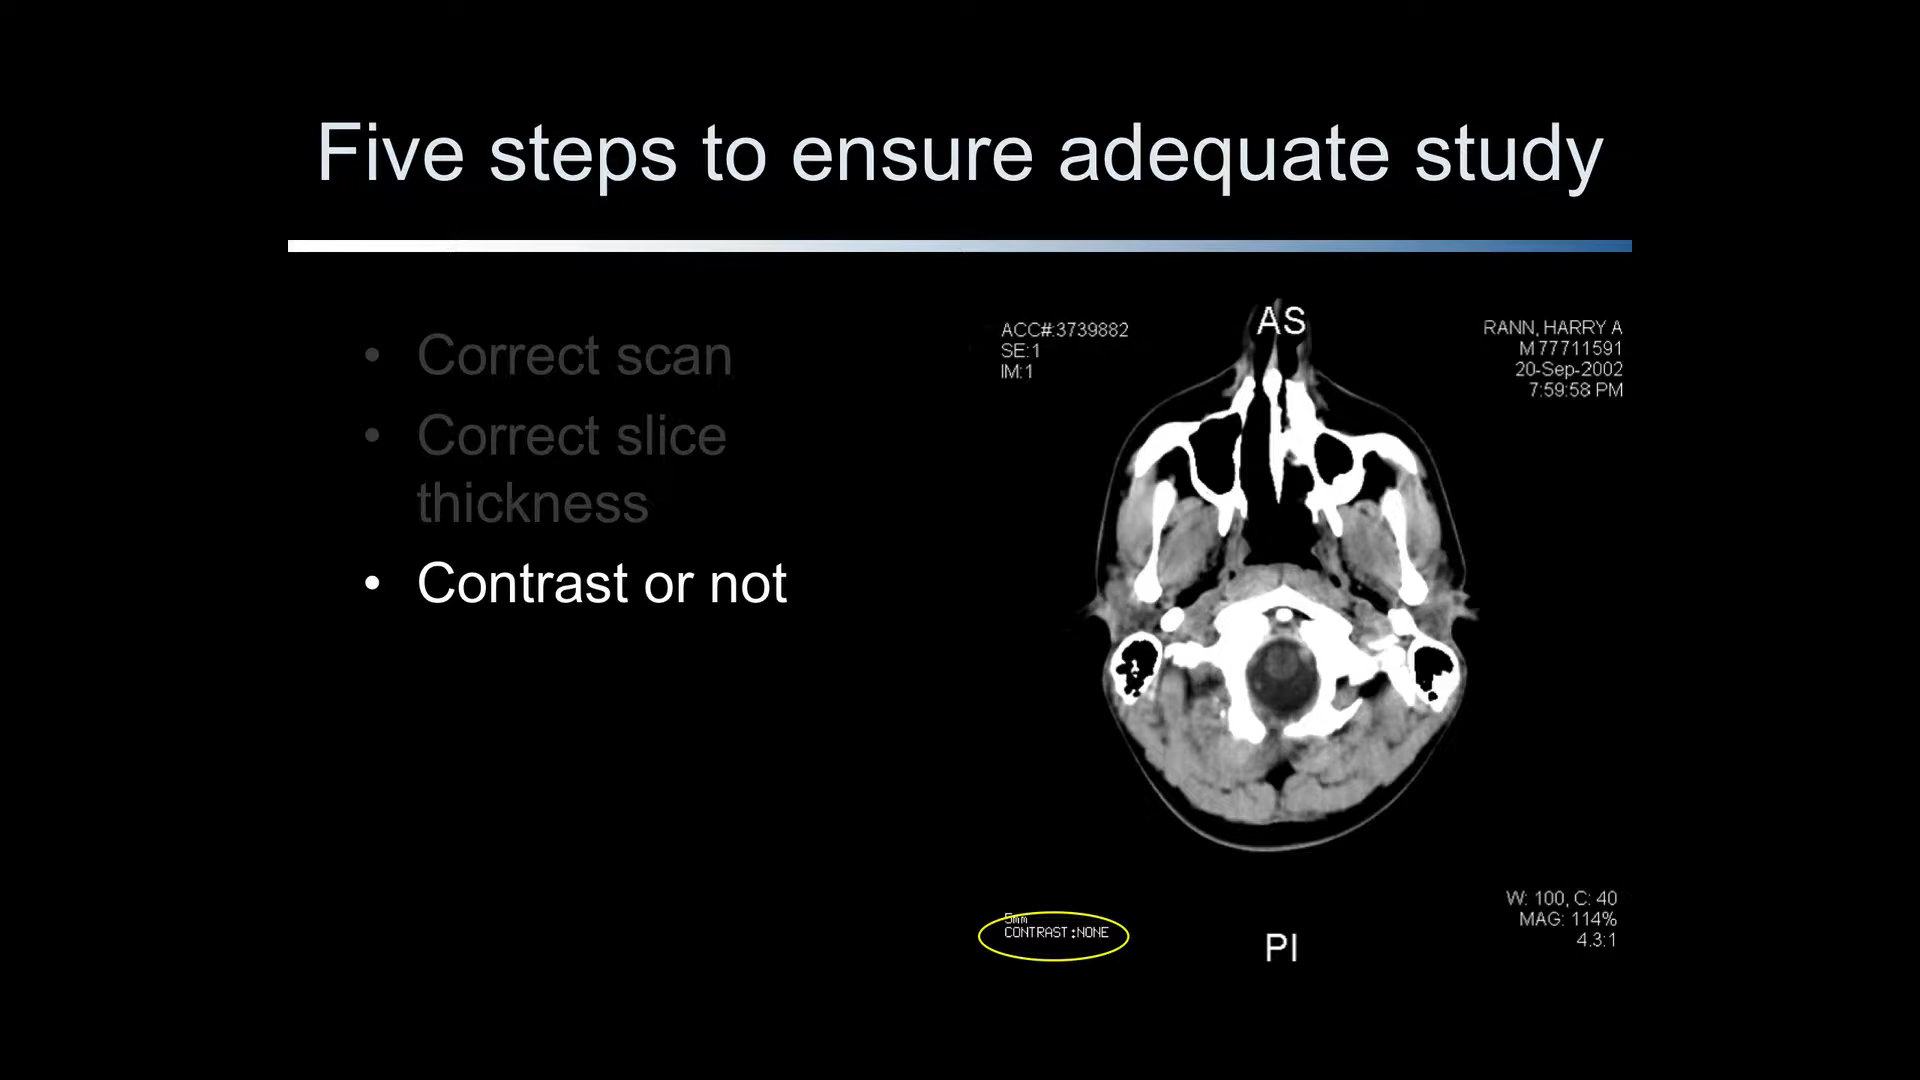 Five steps to ensure adequate study
• Correct scan
• Correct slice
thickness
• Contrast or not
ACC#:3739882
SE:1
IM:1
AS
RANN, HARRY A
M 77711591
20-Sep-2002
7:59:58 PM
5mm
CONTRAST:NONE
PI
W: 100, C: 40
MAG: 114%
4.3:1